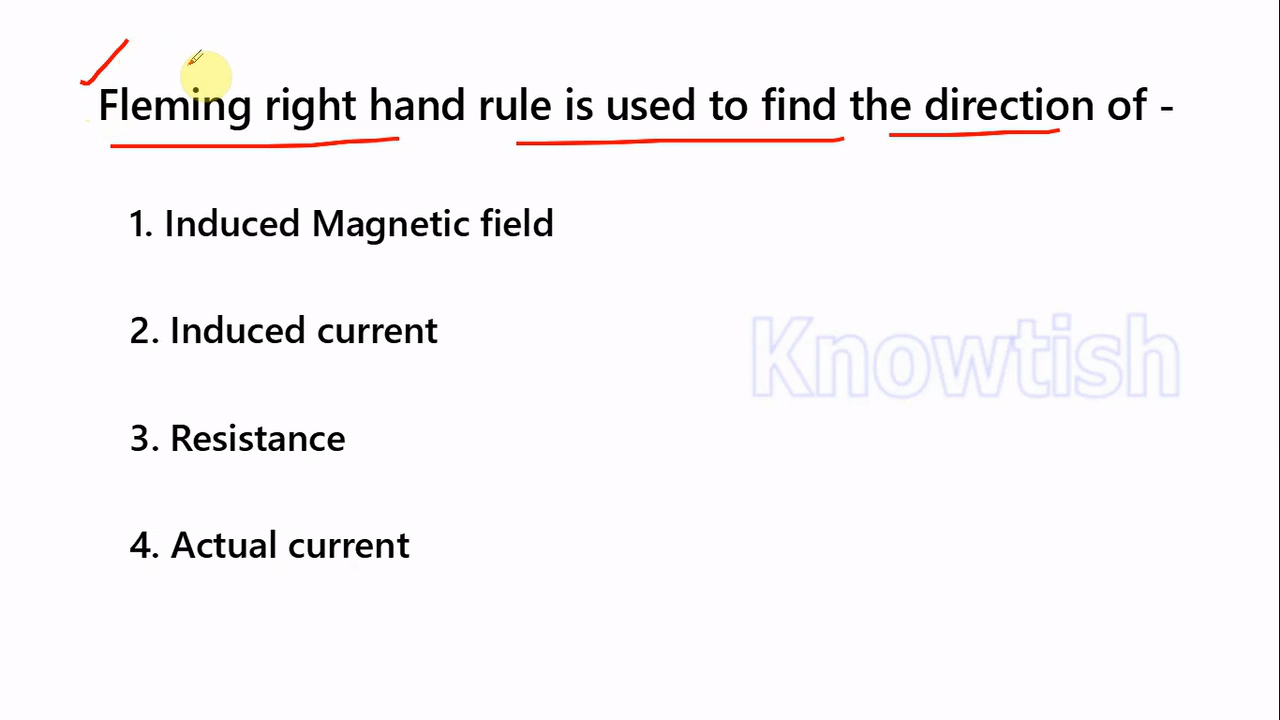 Fleming right hand rule is used to find the direction of -
1. Induced Magnetic field
2. Induced current
Knowtish
3. Resistance
4. Actual current